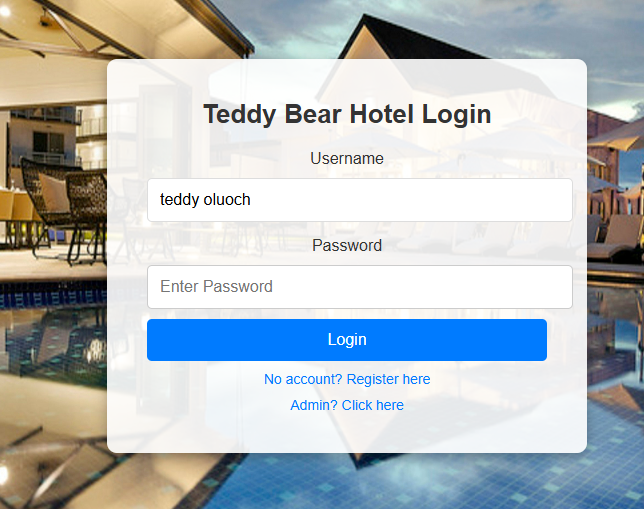 Teddy Bear Hotel Login
Username
teddy oluoch
Password
Enter Password
Login
No account? Register here
Admin? Click here